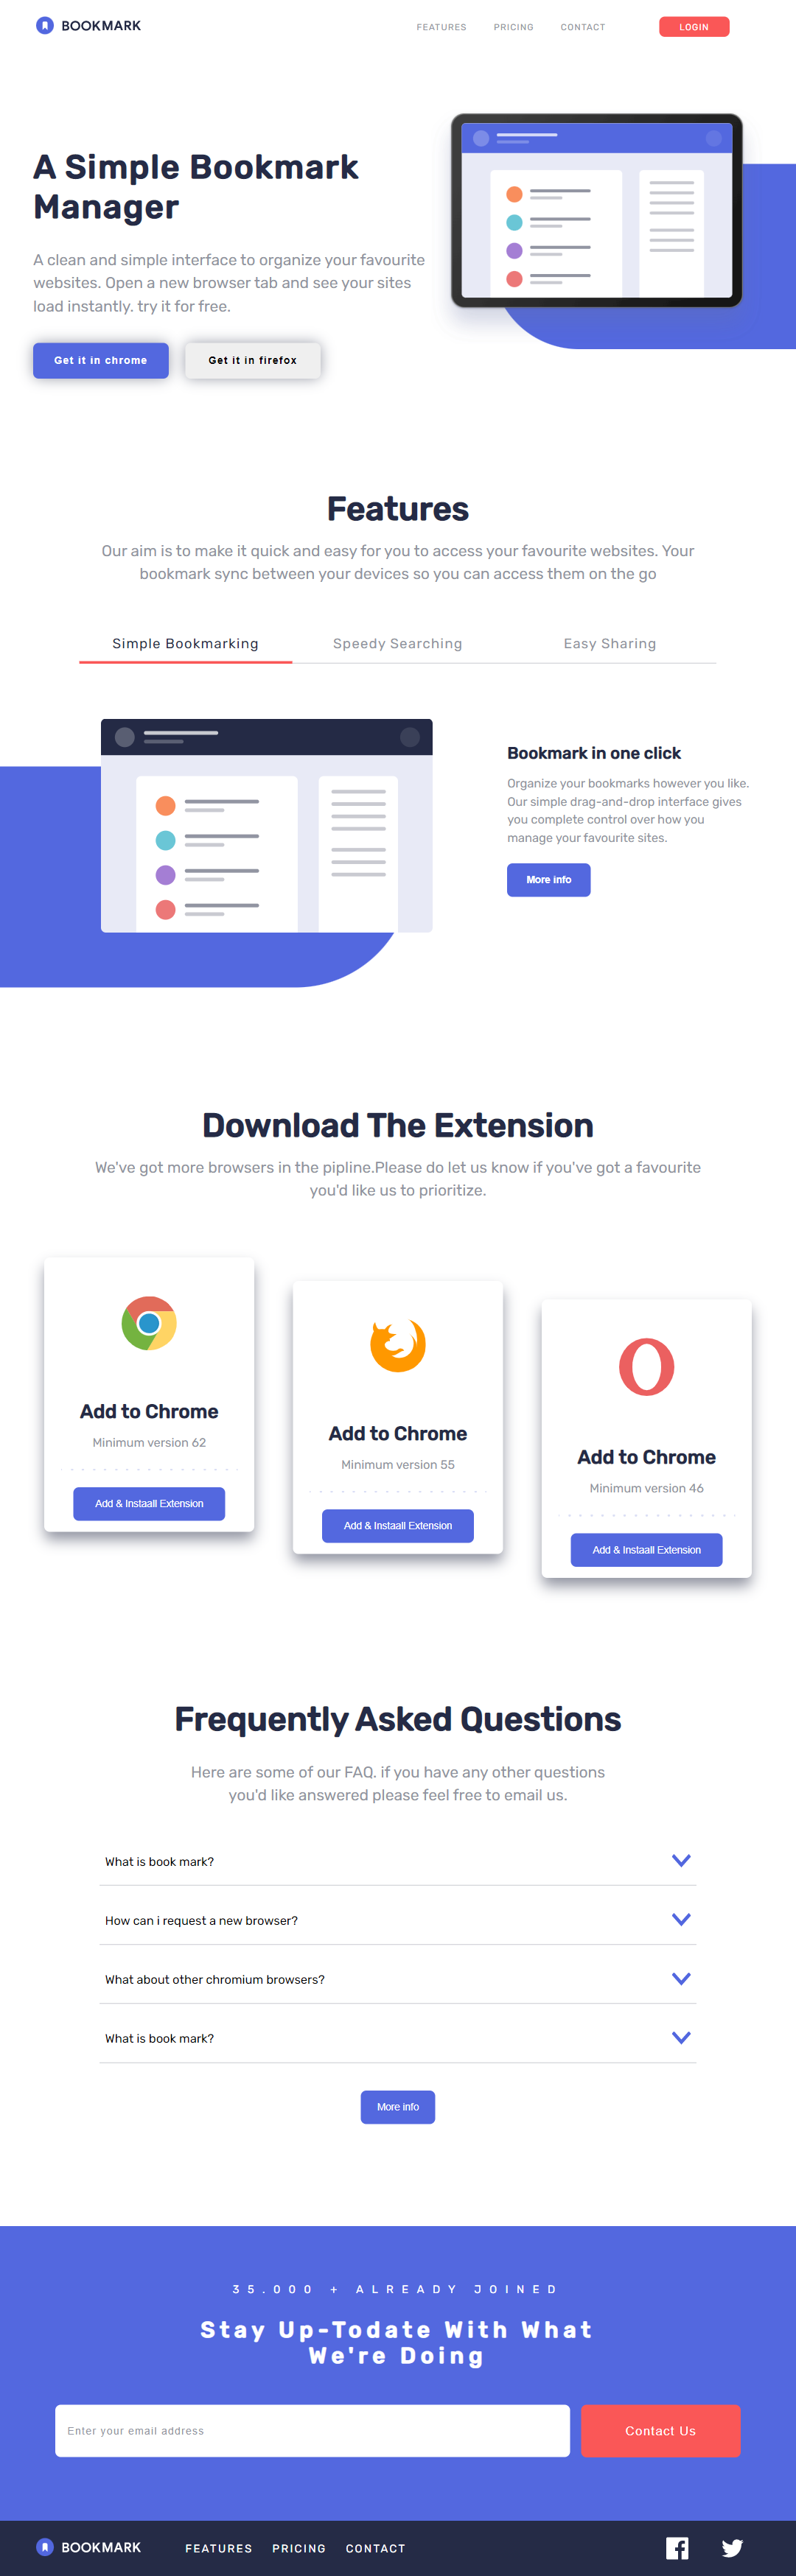 BOOKMARK
FEATURES PRICING CONTACT LOGIN
A Simple Bookmark
Manager
A clean and simple interface to organize your favourite
websites. Open a new browser tab and see your sites
load instantly. try it for free.
Get it in chrome Get it in firefox
Features
Our aim is to make it quick and easy for you to access your favourite websites. Your
bookmark sync between your devices so you can access them on the go
Simple Bookmarking Speedy Searching Easy Sharing
Bookmark in one click
Organize your bookmarks however you like.
Our simple drag-and-drop interface gives
you complete control over how you
manage your favourite sites.
More info
Download The Extension
We've got more browsers in the pipline.Please do let us know if you've got a favourite
you'd like us to prioritize.
Add to Chrome
Minimum version 62
Add & Instaall Extension
Add to Chrome
Minimum version 55
Add & Instaall Extension
Add to Chrome
Minimum version 46
Add & Instaall Extension
Frequently Asked Questions
Here are some of our FAQ. if you have any other questions
you'd like answered please feel free to email us.
What is book mark?
How can i request a new browser?
What about other chromium browsers?
What is book mark?
More info
35.000 + ALREADY JOINED
Stay Up-Todate With What
We're Doing
Enter your email address Contact Us
BOOKMARK FEATURES PRICING CONTACT